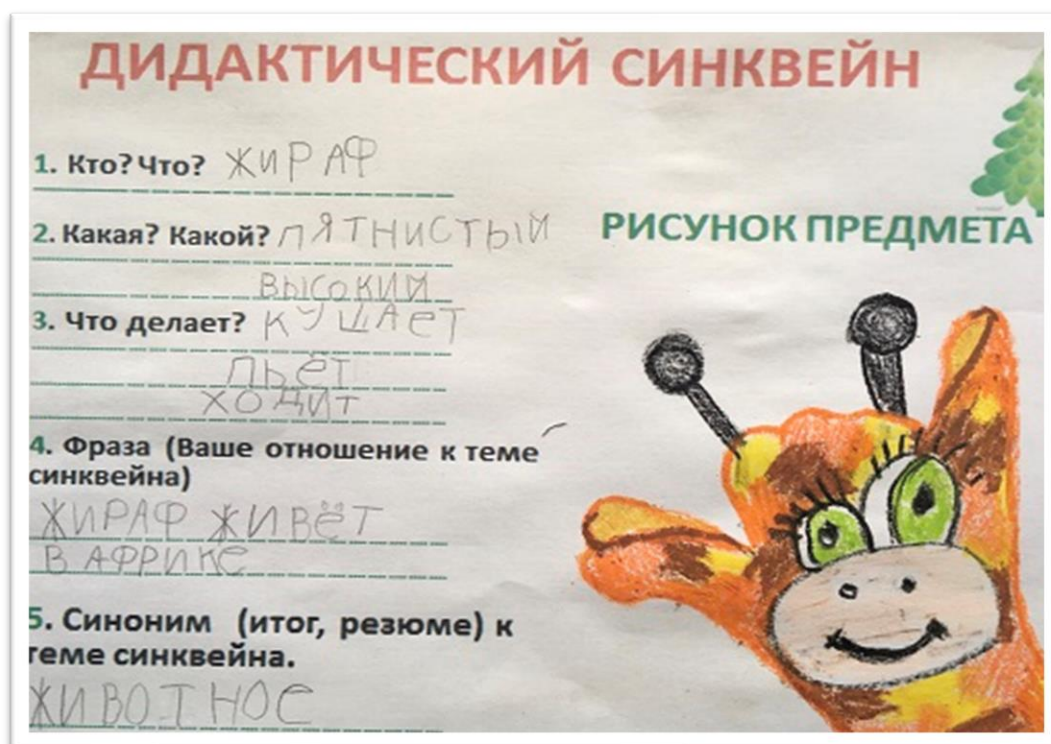 ДИДАКТИЧЕСКИЙ СИНКВЕЙН
1. Кто? Что? ЖИРАФ
2. Какая? Какой? ПЯТНИСТЫЙ
ВЫСОКИЙ
3. Что делает? КУШАЕТ
ПЬЁТ
ХОДИТ
4. Фраза (Ваше отношение к теме
синквейна)
ЖИРАФ ЖИВЁТ
В АФРИКЕ
5. Синоним (итог, резюме) к
теме синквейна.
ЖИВОТНОЕ
РИСУНОК ПРЕДМЕТА